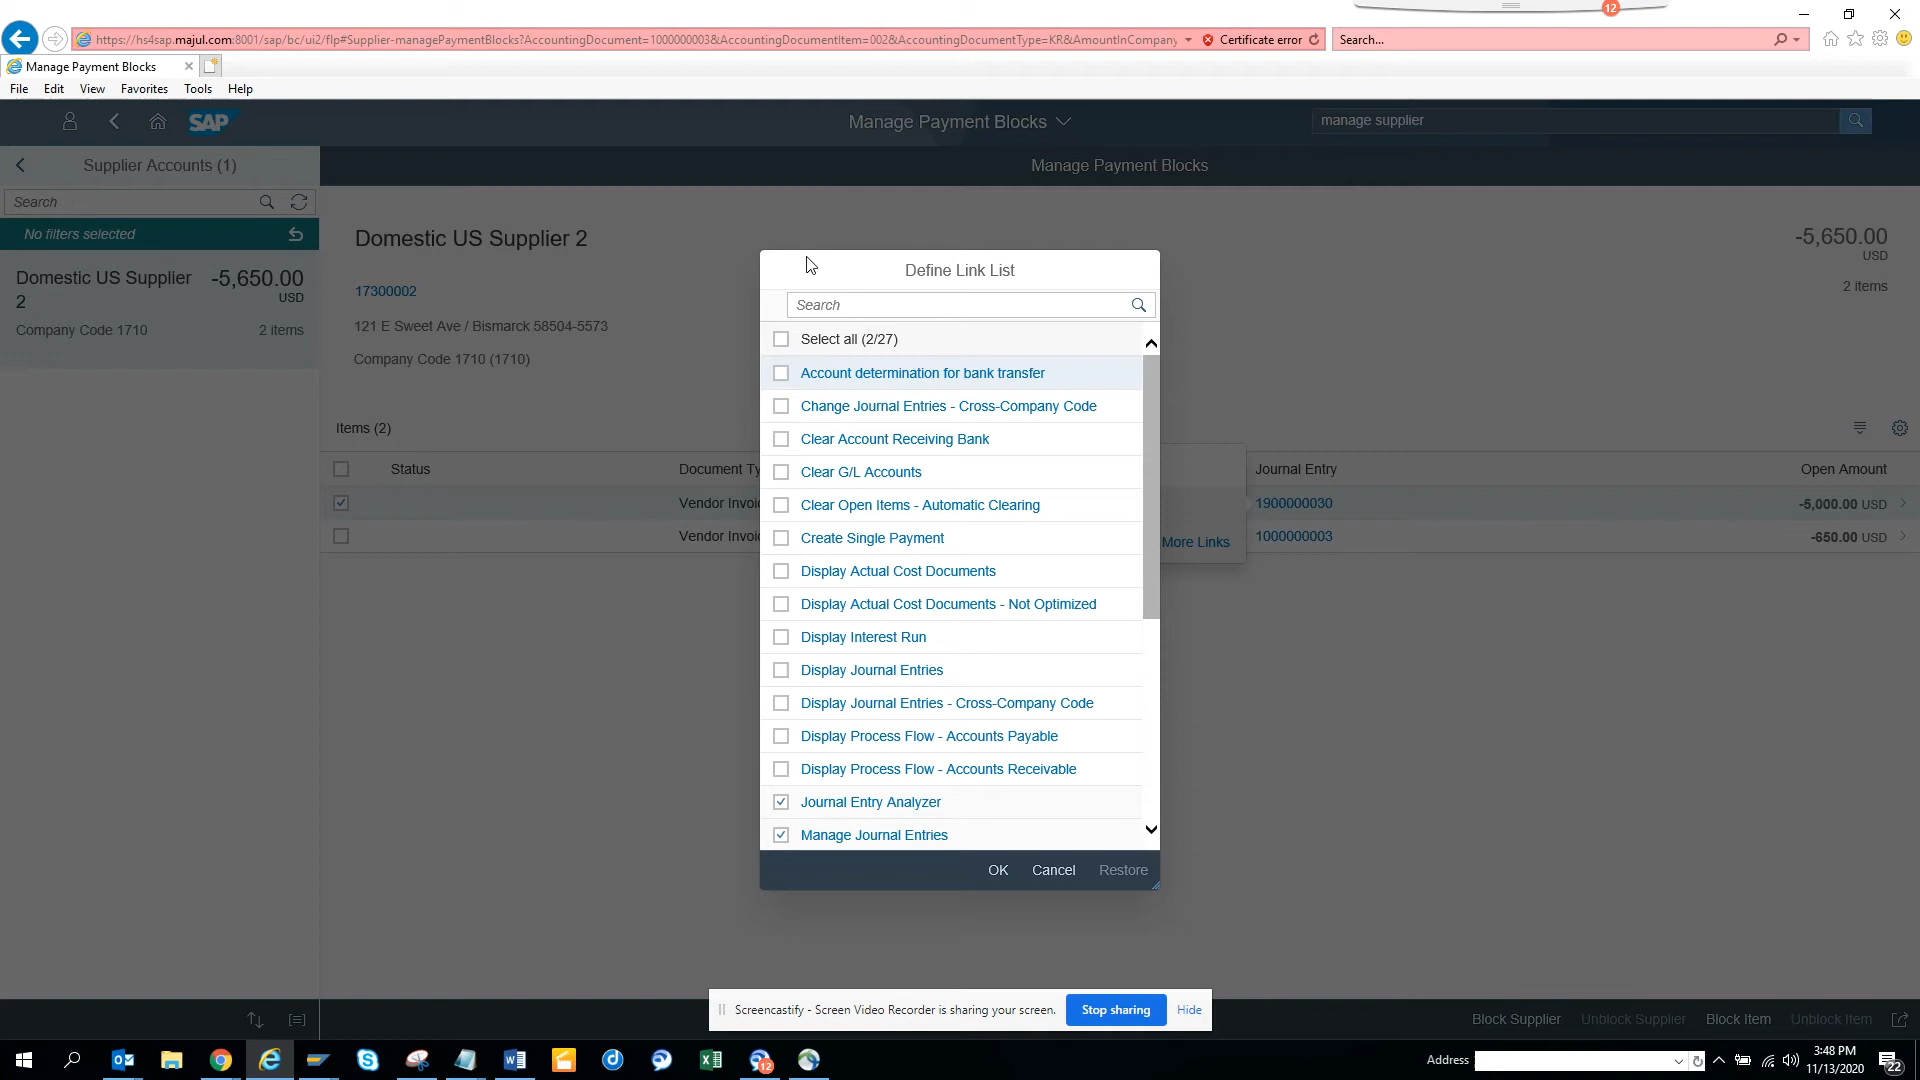 12
https://hs4sap.majul.com:8001/sap/bc/ui2/flp#Supplier-managePaymentBlocks?AccountingDocument=1000000003&AccountingDocumentItem=002&AccountingDocumentType=KR&AmountInCompany
Certificate error
Search...
Manage Payment Blocks
File Edit View Favorites Tools Help
SAP
Manage Payment Blocks
manage supplier
Supplier Accounts (1)
Manage Payment Blocks
Search
No filters selected
Domestic US Supplier 2
-5,650.00
USD
Company Code 1710
2 items
Domestic US Supplier 2
-5,650.00
USD
17300002
2 items
121 E Sweet Ave / Bismarck 58504-5573
Company Code 1710 (1710)
Items (2)
Status
Document Ty
Journal Entry
Open Amount
Vendor Invoi
1900000030
-5,000.00 USD
Vendor Invoi
More Links
1000000003
-650.00 USD
Define Link List
Search
Select all (2/27)
Account determination for bank transfer
Change Journal Entries - Cross-Company Code
Clear Account Receiving Bank
Clear G/L Accounts
Clear Open Items - Automatic Clearing
Create Single Payment
Display Actual Cost Documents
Display Actual Cost Documents - Not Optimized
Display Interest Run
Display Journal Entries
Display Journal Entries - Cross-Company Code
Display Process Flow - Accounts Payable
Display Process Flow - Accounts Receivable
Journal Entry Analyzer
Manage Journal Entries
OK Cancel Restore
Screencastify - Screen Video Recorder is sharing your screen.
Stop sharing
Hide
Block Supplier Unblock Supplier Block Item Unblock Item
12
Address
3:48 PM
11/13/2020
22